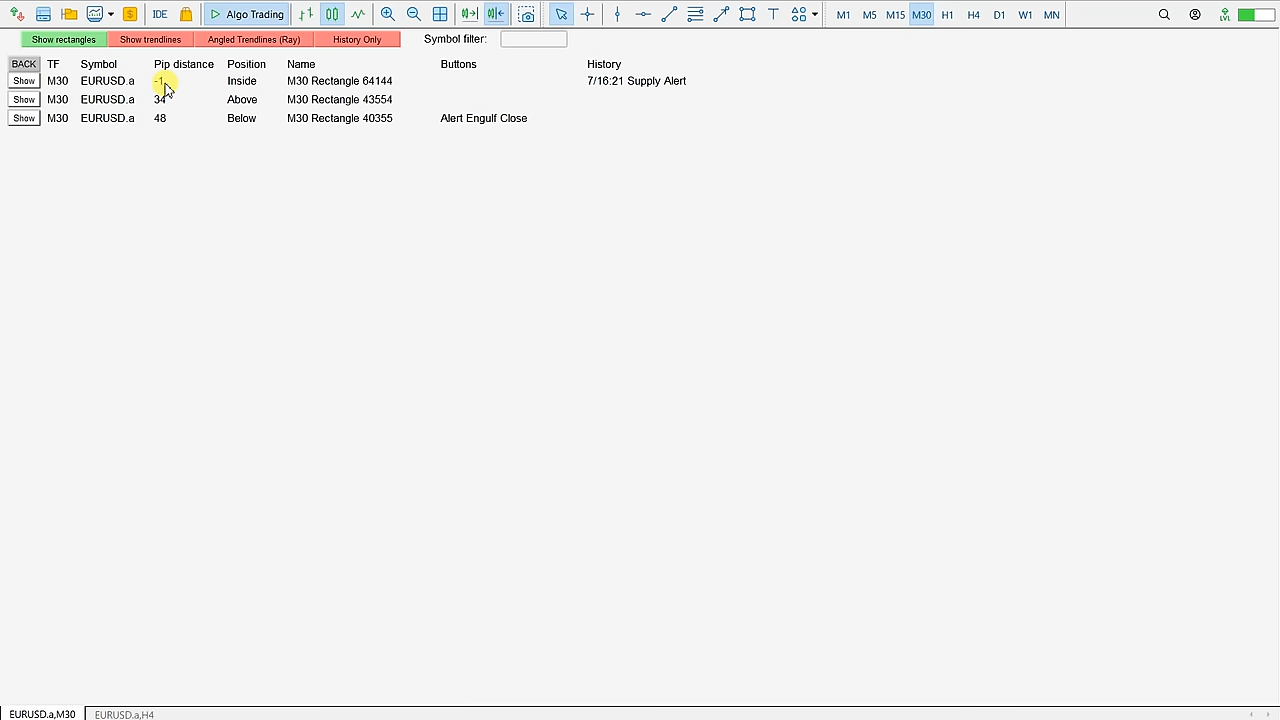 IDE Algo Trading M1 M5 M15 M30 H1 H4 D1 W1 MN LVL
Show rectangles Show trendlines Angled Trendlines (Ray) History Only Symbol filter:
BACK TF Symbol Pip distance Position Name Buttons History
Show M30 EURUSD.a -1 Inside M30 Rectangle 64144 7/16:21 Supply Alert
Show M30 EURUSD.a 34 Above M30 Rectangle 43554
Show M30 EURUSD.a 48 Below M30 Rectangle 40355 Alert Engulf Close
EURUSD.a,M30 EURUSD.a,H4